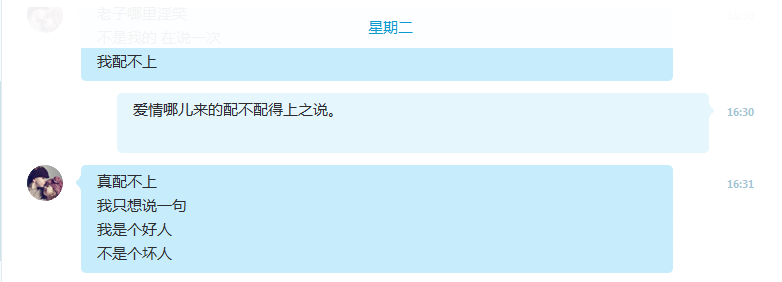 老子哪里淫笑
星期二
不是我的 在说一次
我配不上
爱情哪儿来的配不配得上之说。
16:30
真配不上
16:31
我只想说一句
我是个好人
不是个坏人